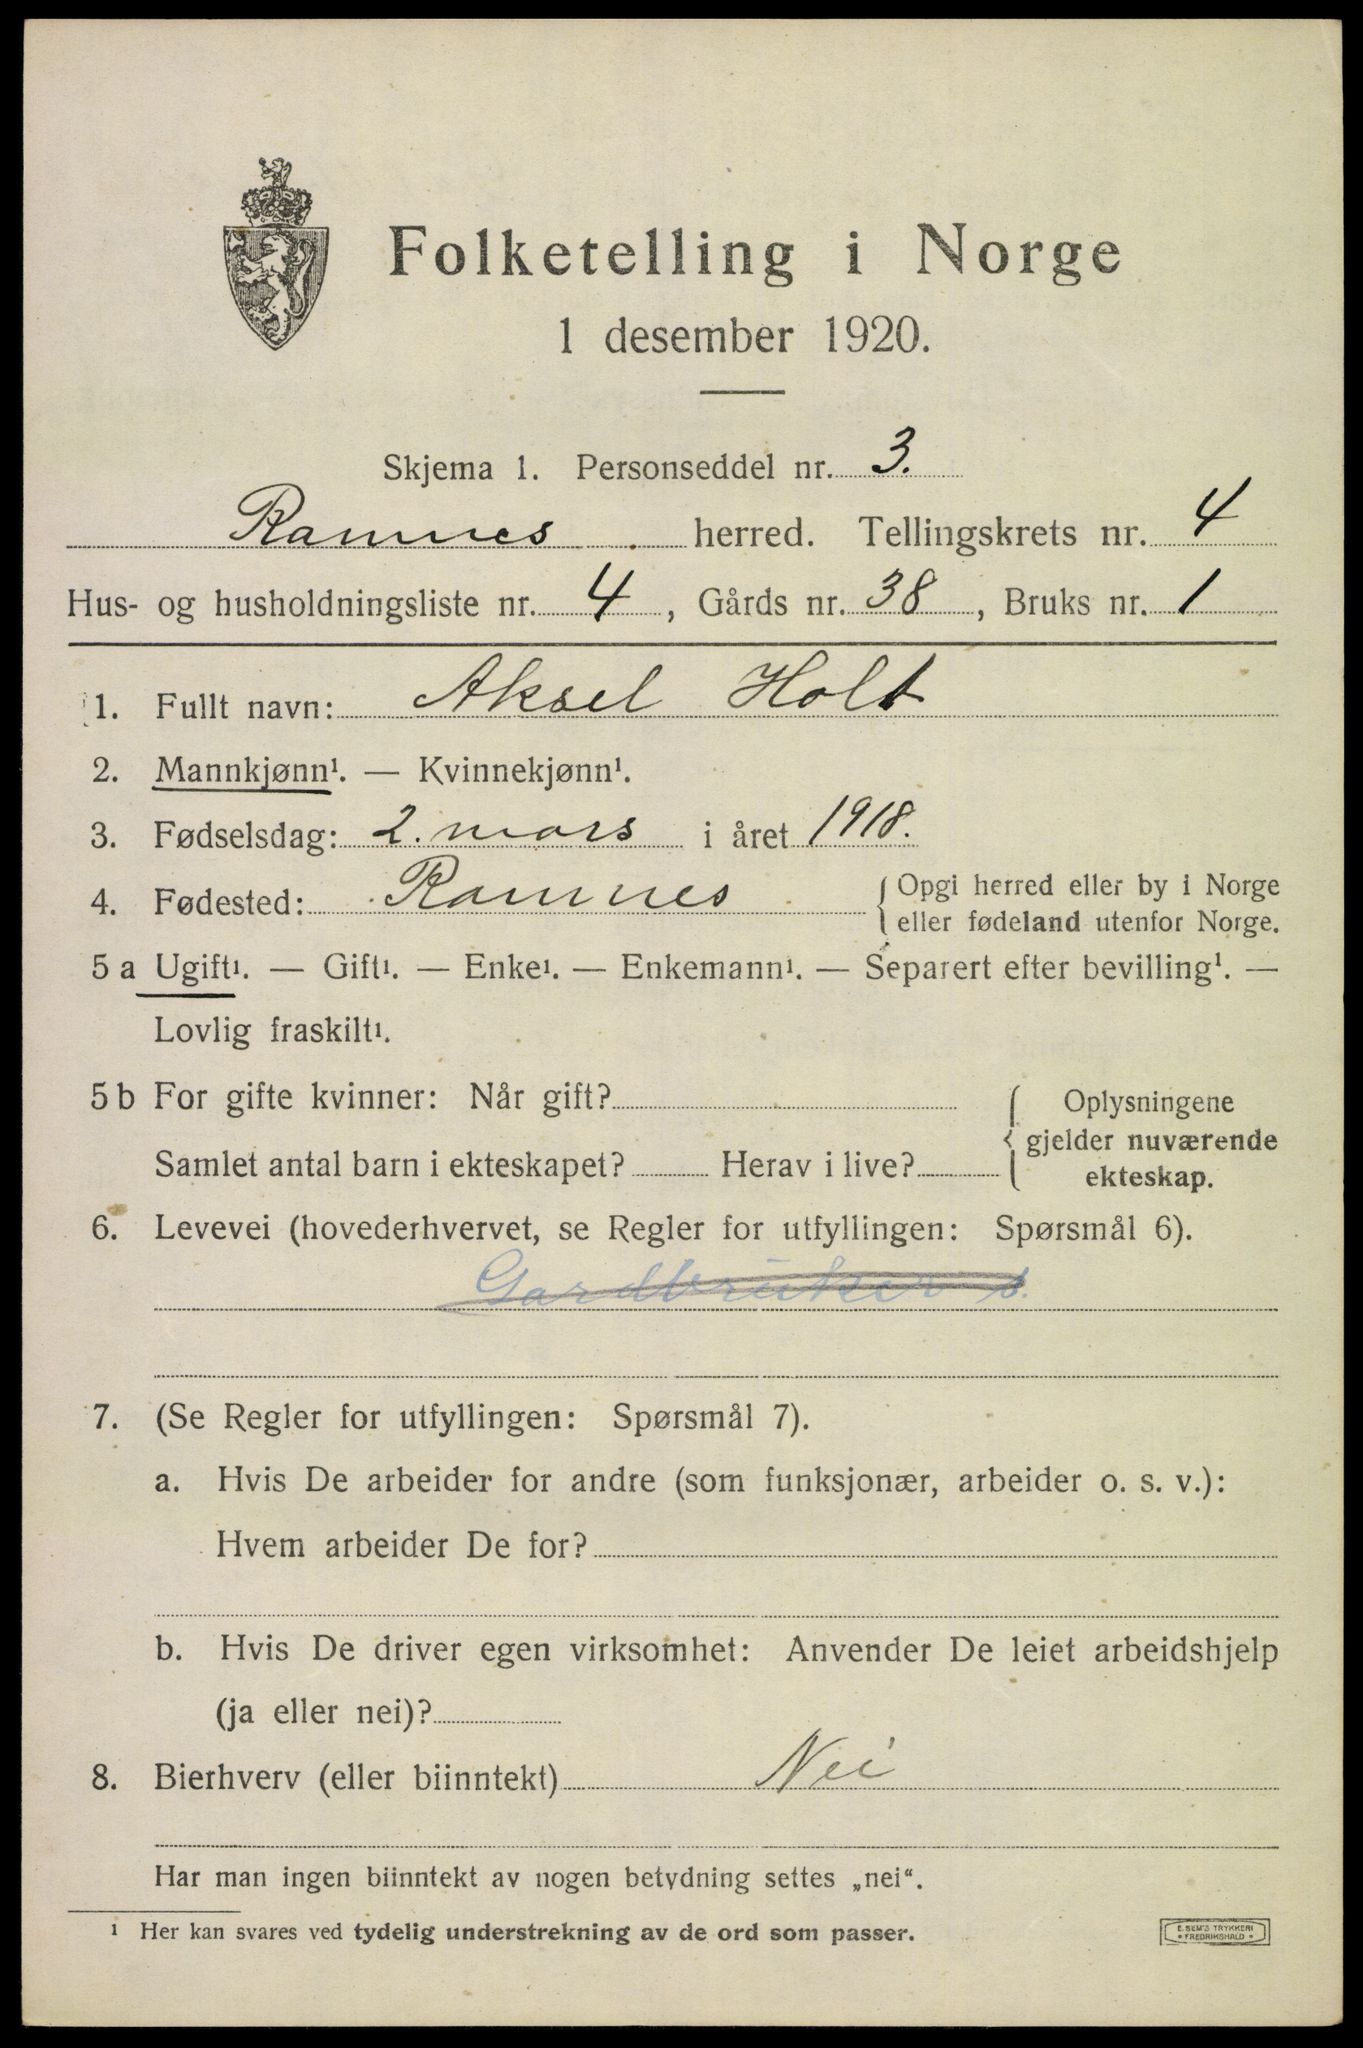 Folketelling i Norge
1 desember 1920.
Skjema 1. Personseddel nr. 3.
Ramnes herred. Tellingskrets nr. 4
Hus- og husholdningsliste nr. 4, Gårds nr. 38, Bruks nr. 1
1. Fullt navn: Aksel Holt
2. Mannkjønn¹. — Kvinnekjønn¹.
3. Fødselsdag: 2. mars i året 1918.
4. Fødested: Ramnes { Opgi herred eller by i Norge
eller fødeland utenfor Norge.
5 a Ugift¹. — Gift¹. — Enke¹. — Enkemann¹. — Separert efter bevilling¹. —
Lovlig fraskilt¹.
5 b For gifte kvinner: Når gift?
Samlet antal barn i ekteskapet? Herav i live?
{ Oplysningene
gjelder nuværende
ekteskap.
6. Levevei (hovederhvervet, se Regler for utfyllingen: Spørsmål 6).
Gardbruker s.
7. (Se Regler for utfyllingen: Spørsmål 7).
a. Hvis De arbeider for andre (som funksjonær, arbeider o. s. v.):
Hvem arbeider De for?
b. Hvis De driver egen virksomhet: Anvender De leiet arbeidshjelp
(ja eller nei)?
8. Bierhverv (eller biinntekt) Nei
Har man ingen biinntekt av nogen betydning settes „nei“.
¹ Her kan svares ved tydelig understrekning av de ord som passer.
E. SEM'S TRYKKERI
• FREDRIKSHALD •